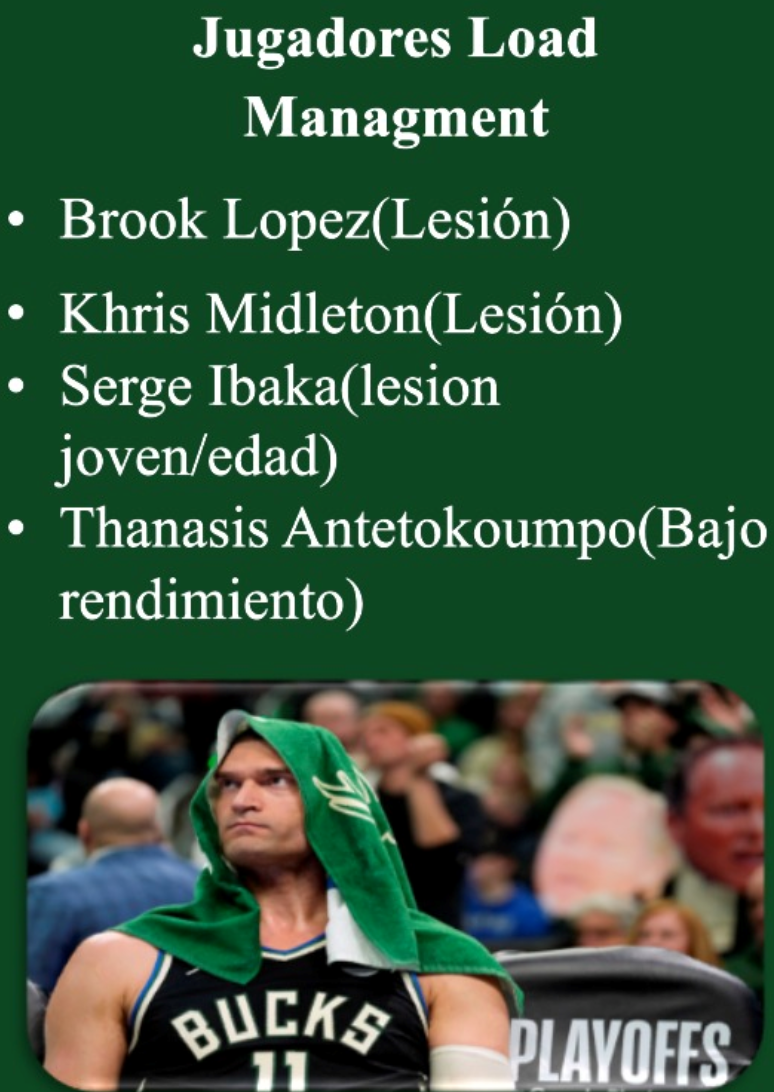 Jugadores Load
Managment
• Brook Lopez(Lesión)
• Khris Midleton(Lesión)
• Serge Ibaka(lesion
joven/edad)
• Thanasis Antetokoumpo(Bajo
rendimiento)
BUCKS
11
PLAYOFFS